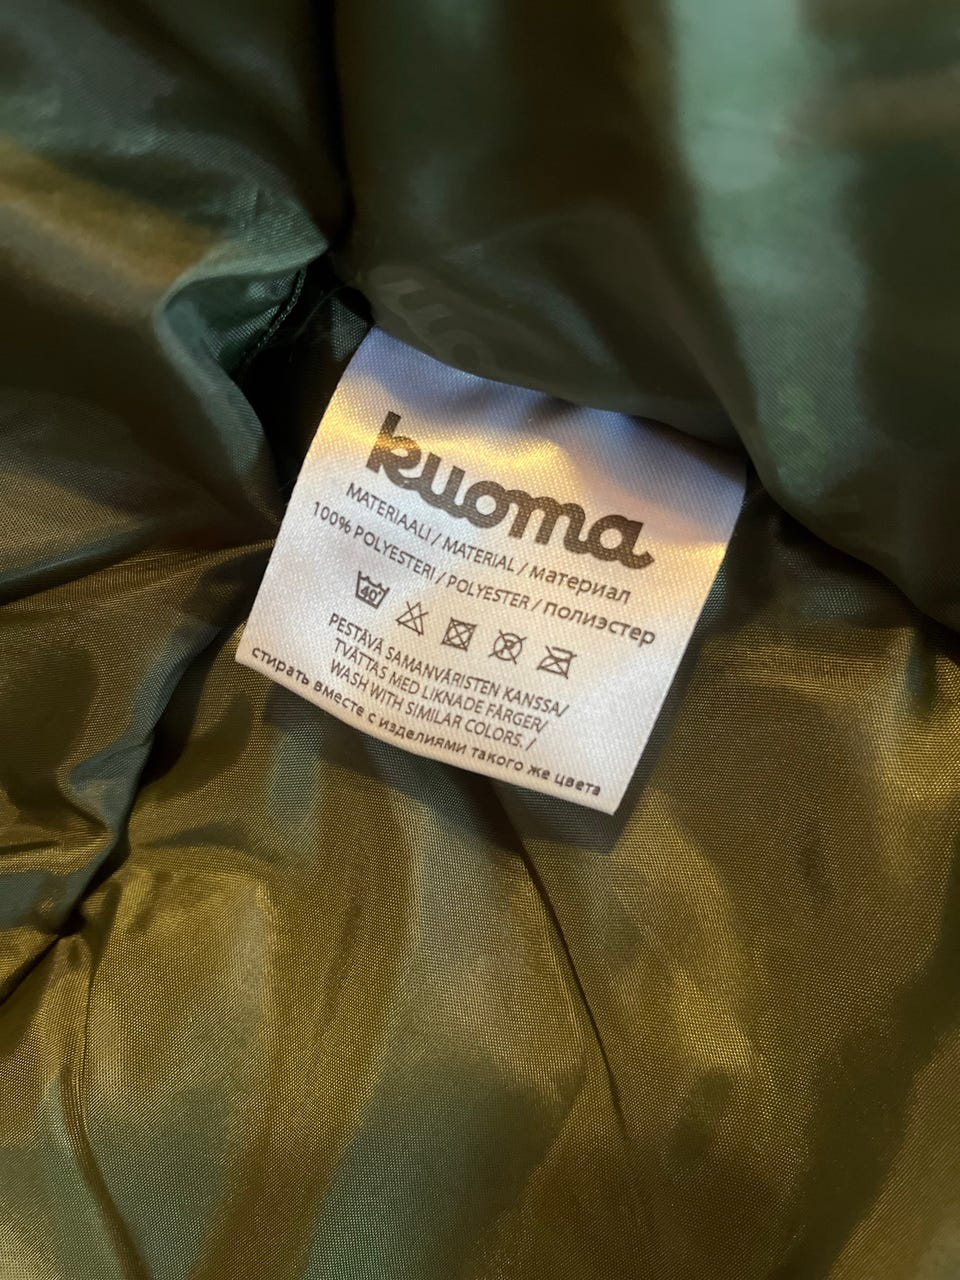 kuoma
MATERIAALI / MATERIAL / материал
100% POLYESTERI / POLYESTER / полиэстер
40
PESTÄVÄ SAMANVÄRISTEN KANSSA/
TVÄTTAS MED LIKNADE FÄRGER/
WASH WITH SIMILAR COLORS. /
стирать вместе с изделиями такого же цвета